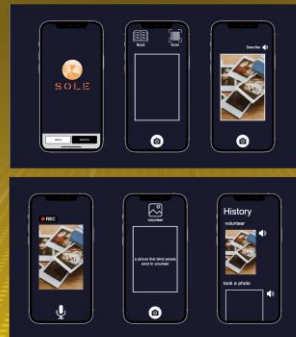 SOLE
Book
Scan
Describe
REC
volunteer
a picture that blind people
send to volunteer
History
volunteer
took a photo